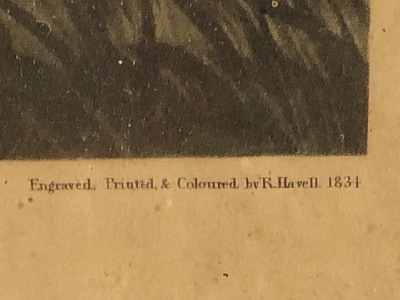 Engraved, Printed, & Coloured, by R. Havell. 1834